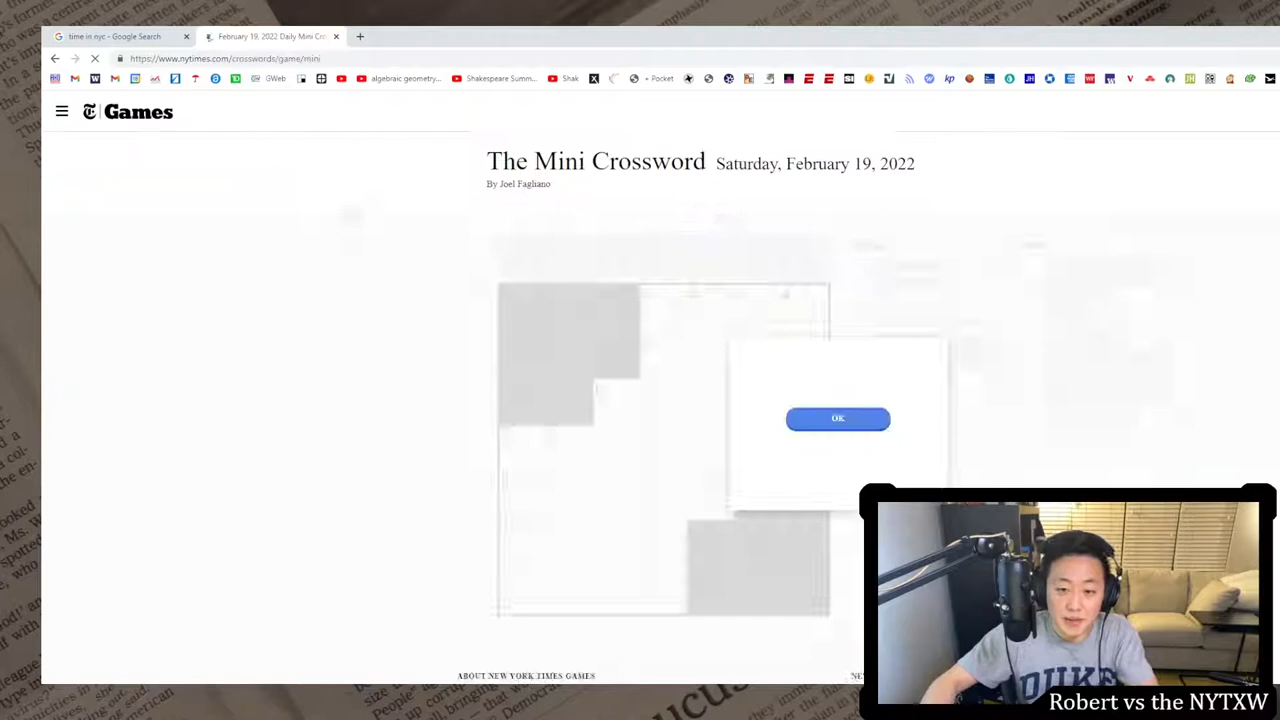 time in nyc - Google Search
February 19, 2022 Daily Mini Cro
https://www.nytimes.com/crosswords/game/mini
GWeb
algebraic geometry...
Shakespeare Summ...
Shak
+ Pocket
Games
The Mini Crossword Saturday, February 19, 2022
By Joel Fagliano
OK
ABOUT NEW YORK TIMES GAMES
DUKE
Robert vs the NYTXW